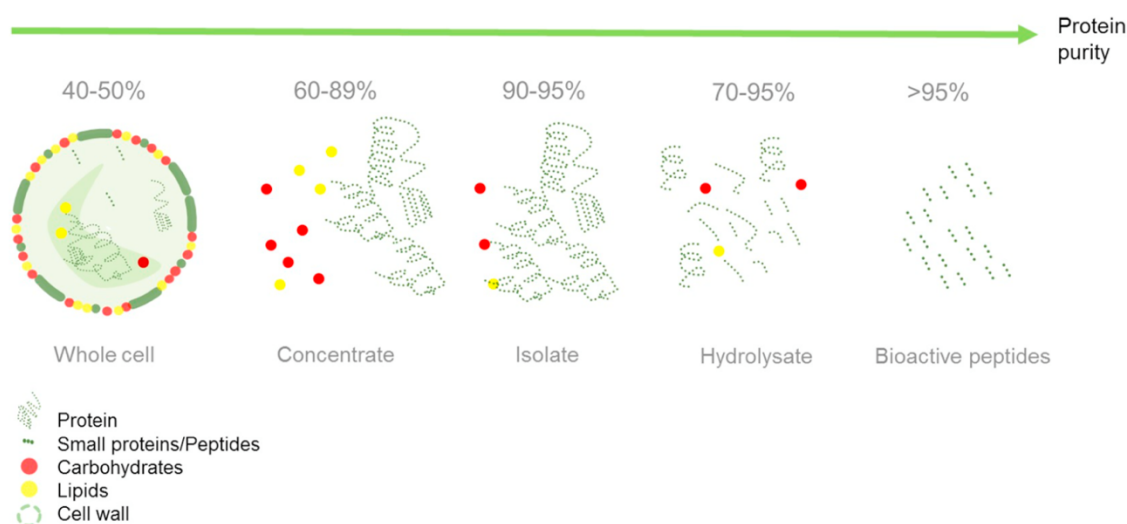 Protein
purity
40-50%
60-89%
90-95%
70-95%
>95%
Whole cell
Concentrate
Isolate
Hydrolysate
Bioactive peptides
Protein
Small proteins/Peptides
Carbohydrates
Lipids
Cell wall